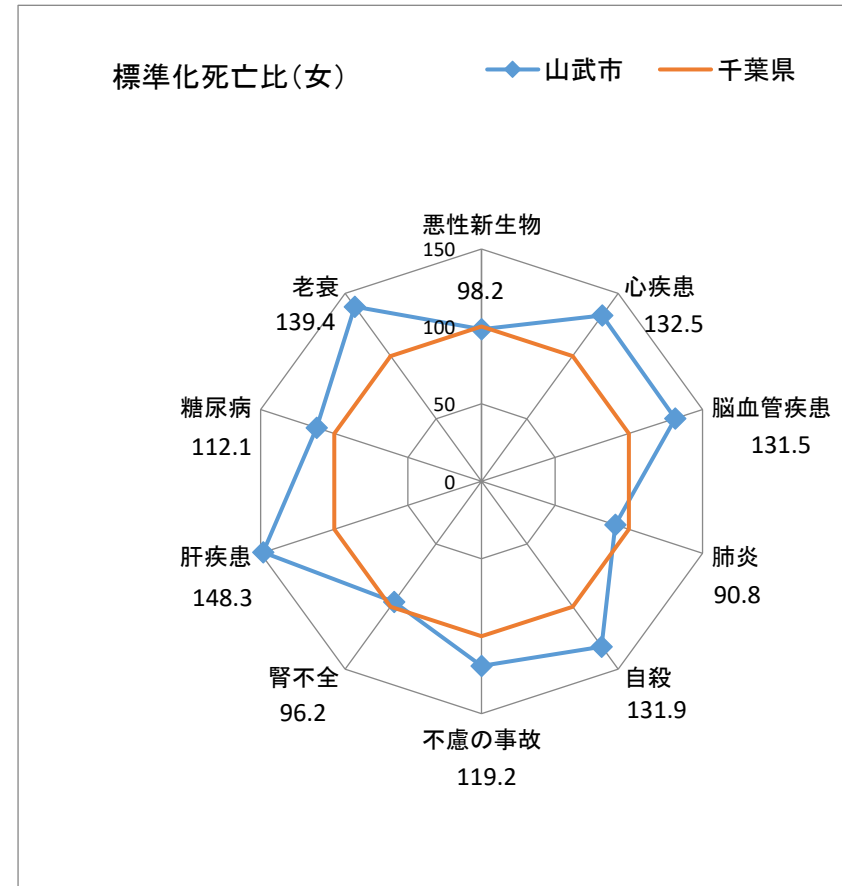 標準化死亡比（女）
山武市
千葉県
悪性新生物
98.2
心疾患
132.5
脳血管疾患
131.5
肺炎
90.8
自殺
131.9
不慮の事故
119.2
腎不全
96.2
肝疾患
148.3
糖尿病
112.1
老衰
139.4
150
100
50
0